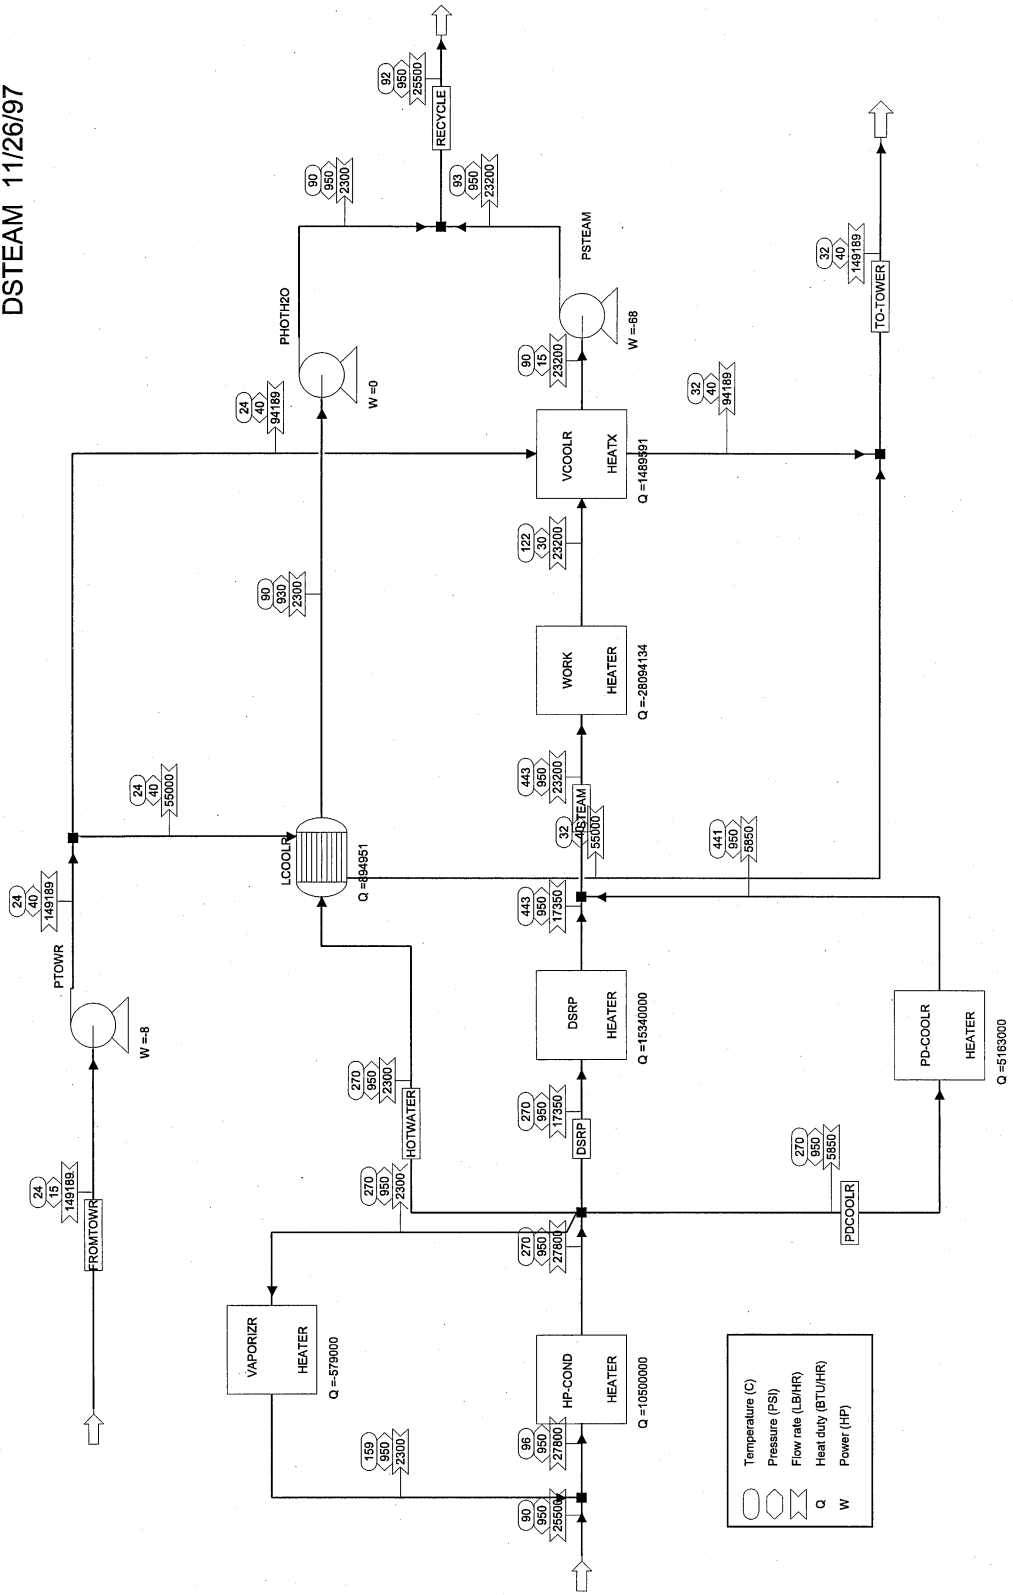 DSTEAM 11/26/97
24
15
149189
FROMTOWR
W =-8
PTOWR
24
40
149189
24
40
55000
24
40
94189
LCOOLR
Q =894951
90
930
2300
PHOTH2O
W =0
90
950
2300
92
950
25500
RECYCLE
93
950
23200
PSTEAM
W =-68
90
15
23200
VCOOLR
HEATX
Q =1489591
32
40
94189
32
40
149189
TO-TOWER
122
30
23200
WORK
HEATER
Q =-28094134
443
950
23200
STEAM
32
40
55000
441
950
5850
443
950
17350
DSRP
HEATER
Q =15340000
270
950
17350
DSRP
PD-COOLR
HEATER
Q =5163000
270
950
5850
PDCOOLR
270
950
2300
HOTWATER
270
950
2300
270
950
27800
VAPORIZR
HEATER
Q =-579000
159
950
2300
HP-COND
HEATER
Q =10500000
96
950
27800
90
950
25500
Temperature (C)
Pressure (PSI)
Flow rate (LB/HR)
Q Heat duty (BTU/HR)
W Power (HP)